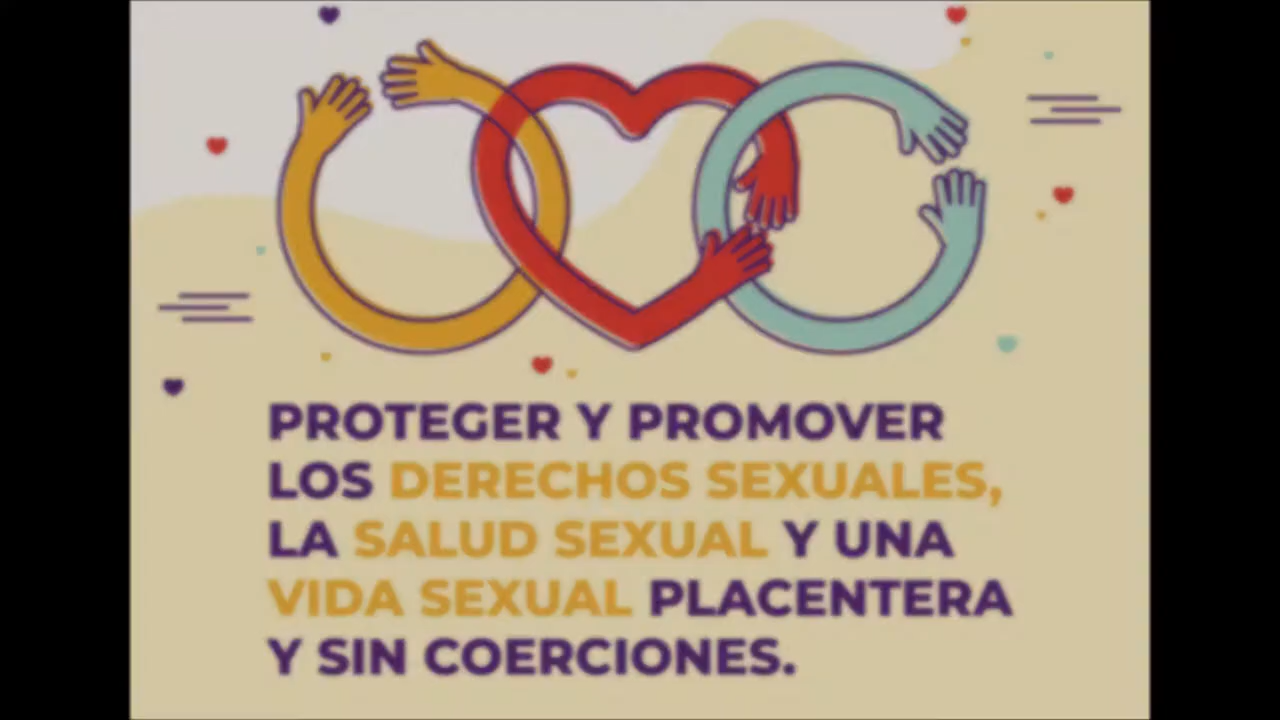 PROTEGER Y PROMOVER
LOS DERECHOS SEXUALES,
LA SALUD SEXUAL Y UNA
VIDA SEXUAL PLACENTERA
Y SIN COERCIONES.